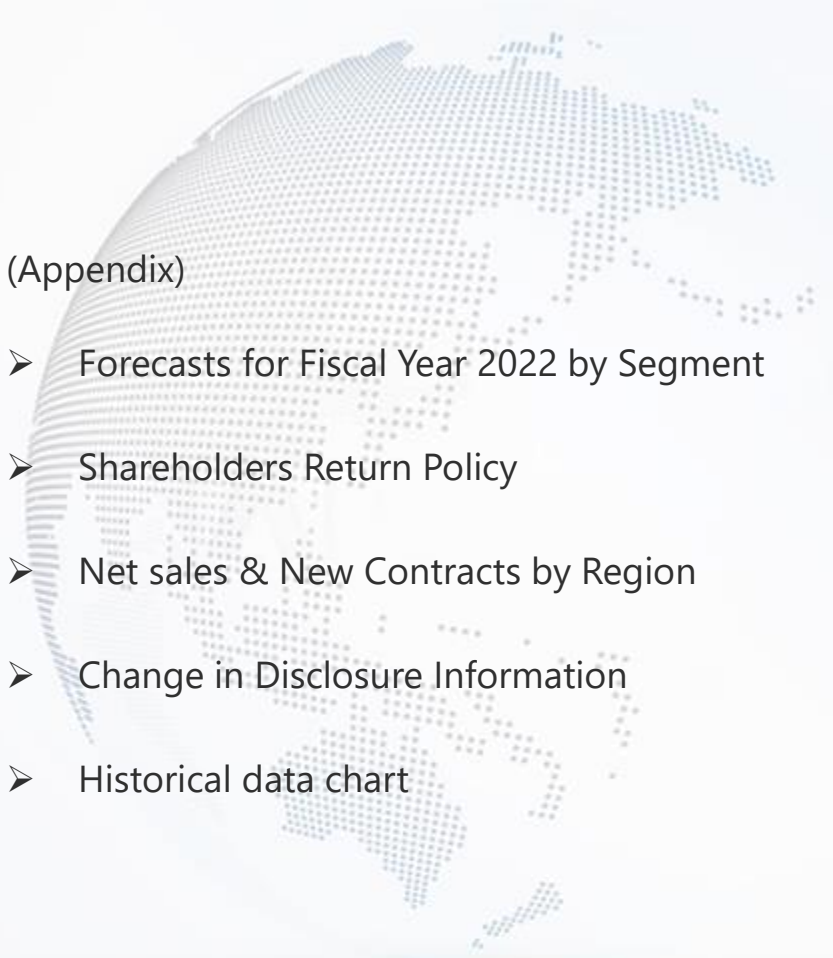 (Appendix)
➢ Forecasts for Fiscal Year 2022 by Segment
➢ Shareholders Return Policy
➢ Net sales & New Contracts by Region
➢ Change in Disclosure Information
➢ Historical data chart